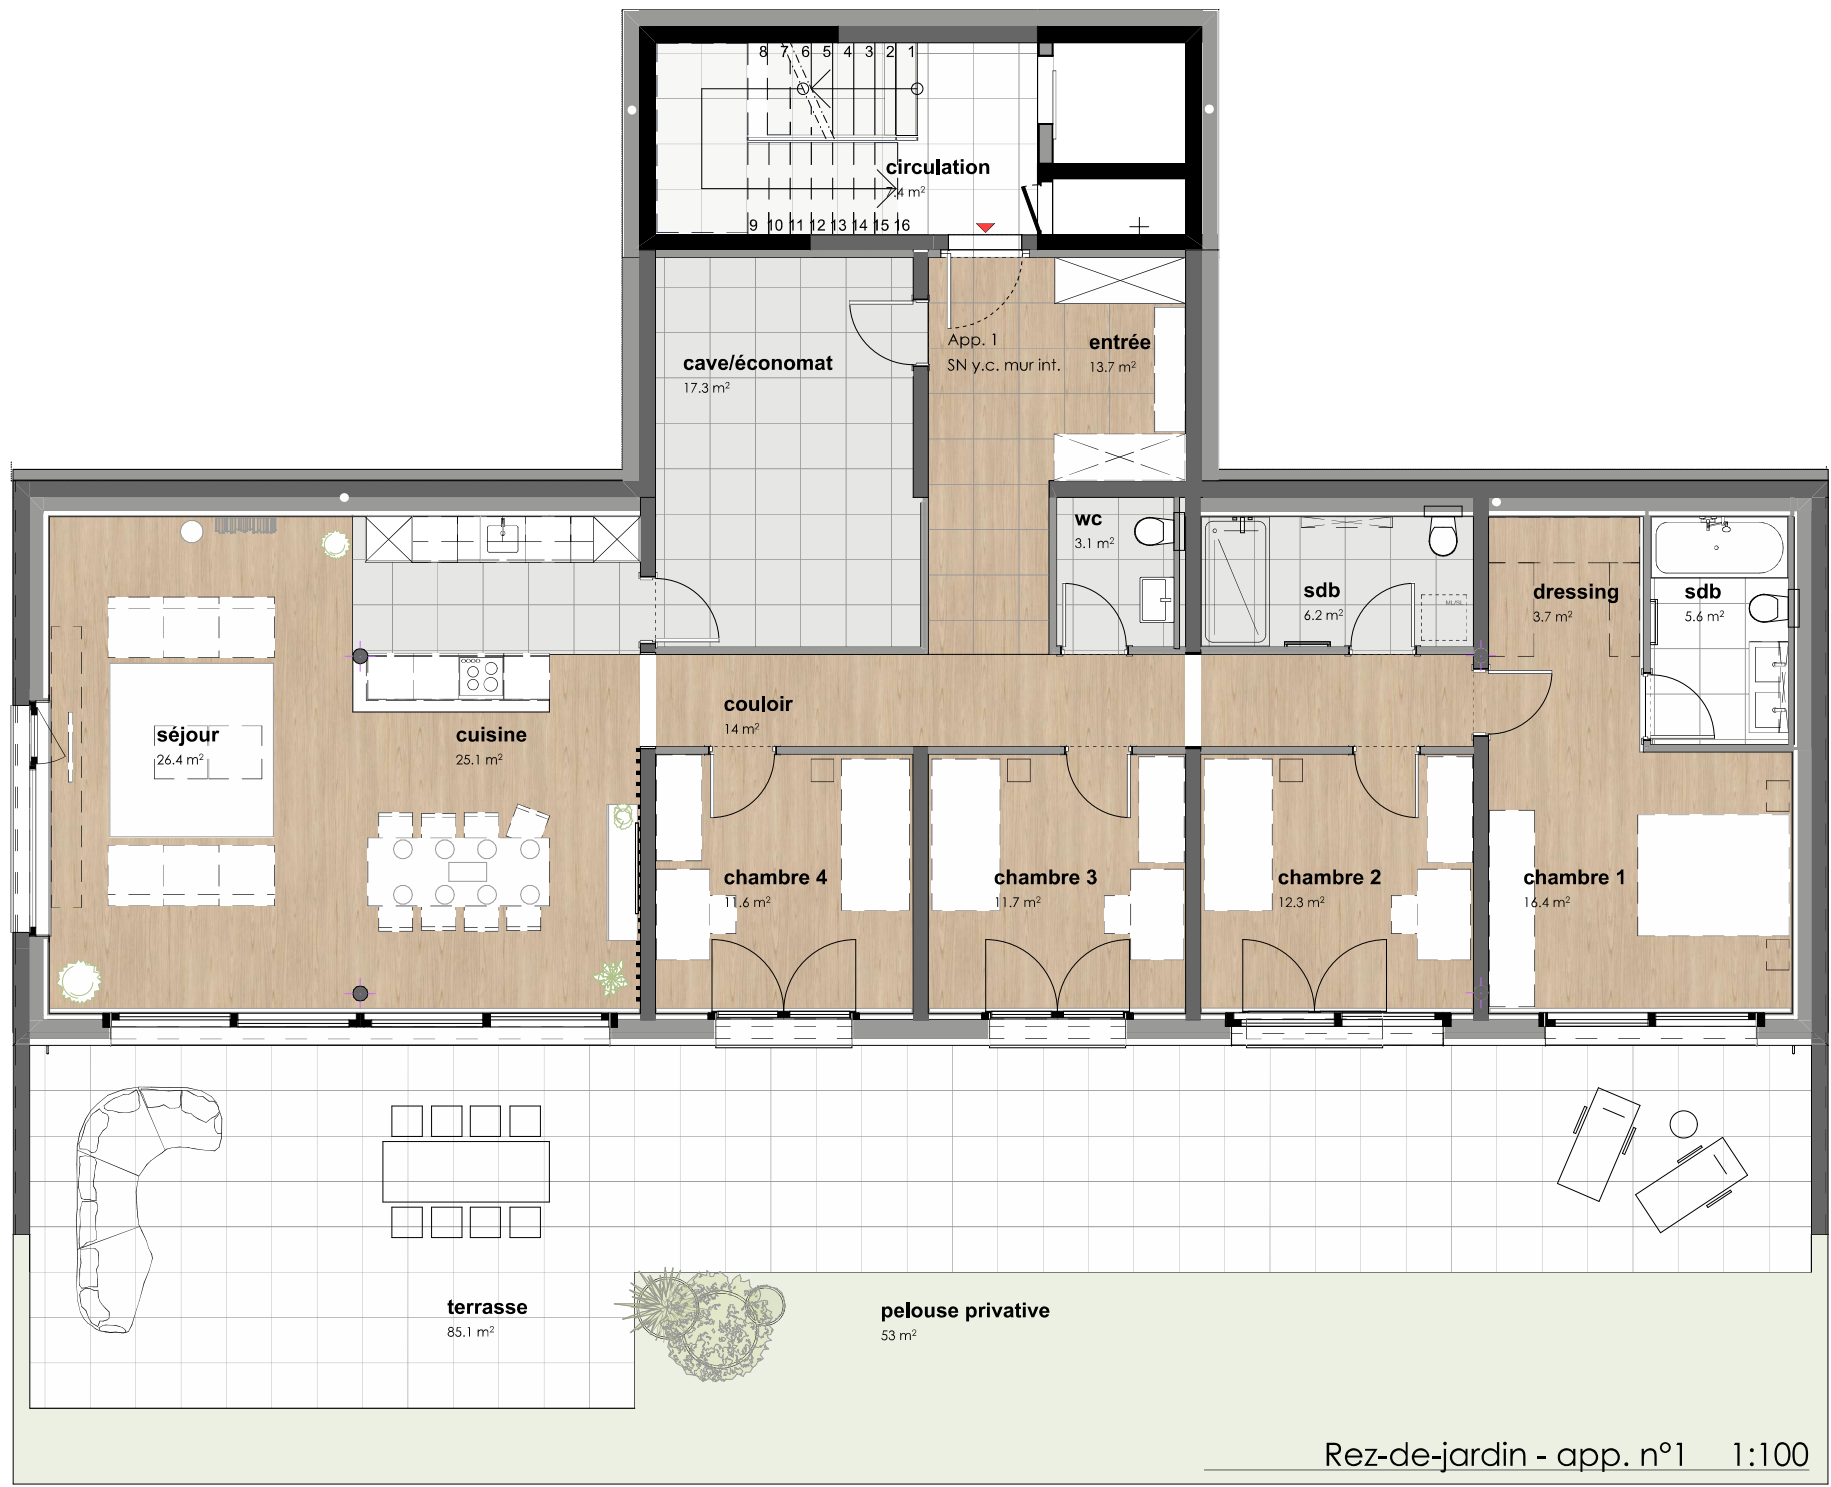 8 7 6 5 4 3 2 1
circulation
7.4 m²
9 10 11 12 13 14 15 16
cave/économat
17.3 m²
App. 1
SN y.c. mur int.
entrée
13.7 m²
wc
3.1 m²
sdb
6.2 m²
dressing
3.7 m²
sdb
5.6 m²
couloir
14 m²
séjour
26.4 m²
cuisine
25.1 m²
chambre 4
11.6 m²
chambre 3
11.7 m²
chambre 2
12.3 m²
chambre 1
16.4 m²
terrasse
85.1 m²
pelouse privative
53 m²
Rez-de-jardin - app. n°1 1:100